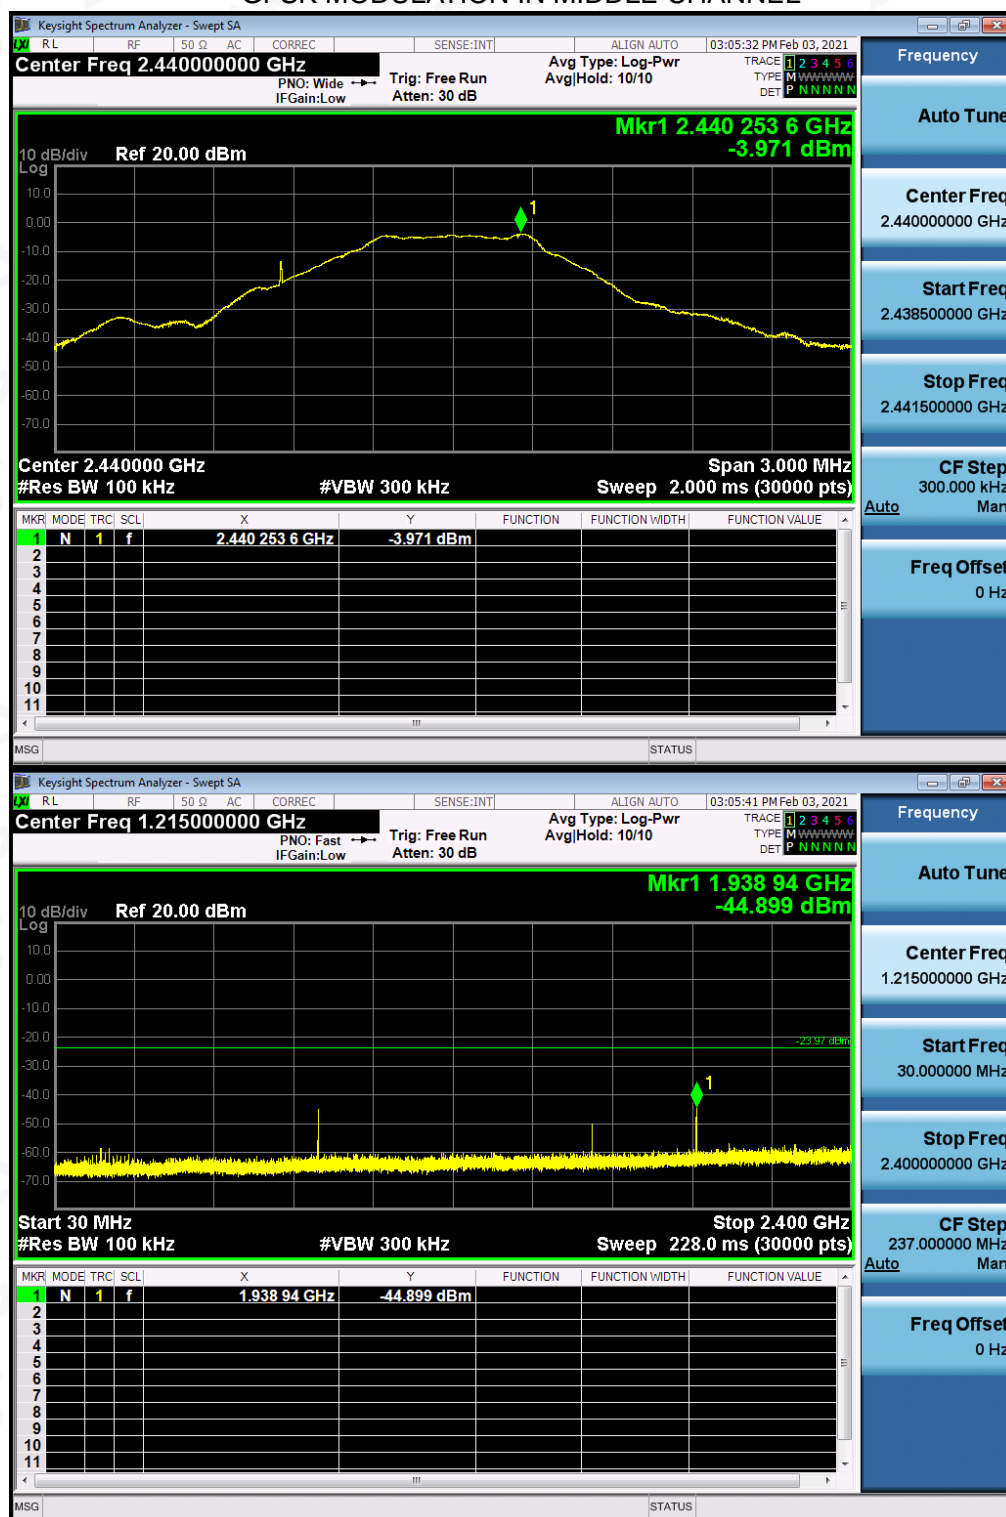 MODULATION IN MIDDLE CHANNEL
Keysight Spectrum Analyzer - Swept SA
LXI RL RF 50 Ω AC CORREC SENSE:INT ALIGN AUTO 03:05:32 PM Feb 03, 2021
Center Freq 2.440000000 GHz
PNO: Wide
IFGain:Low
Trig: Free Run
Atten: 30 dB
Avg Type: Log-Pwr
Avg|Hold: 10/10
TRACE 1 2 3 4 5 6
TYPE M WWWWW
DET P N N N N N
Mkr1 2.440 253 6 GHz
-3.971 dBm
10 dB/div Ref 20.00 dBm
Log
10.0
0.00
-10.0
-20.0
-30.0
-40.0
-50.0
-60.0
-70.0
1
Center 2.440000 GHz Span 3.000 MHz
#Res BW 100 kHz #VBW 300 kHz Sweep 2.000 ms (30000 pts)
MKR MODE TRC SCL X Y FUNCTION FUNCTION WIDTH FUNCTION VALUE
1 N 1 f 2.440 253 6 GHz -3.971 dBm
2
3
4
5
6
7
8
9
10
11
MSG STATUS
Frequency
Auto Tune
Center Freq
2.440000000 GHz
Start Freq
2.438500000 GHz
Stop Freq
2.441500000 GHz
CF Step
300.000 kHz
Auto Man
Freq Offset
0 Hz
Keysight Spectrum Analyzer - Swept SA
LXI RL RF 50 Ω AC CORREC SENSE:INT ALIGN AUTO 03:05:41 PM Feb 03, 2021
Center Freq 1.215000000 GHz
PNO: Fast
IFGain:Low
Trig: Free Run
Atten: 30 dB
Avg Type: Log-Pwr
Avg|Hold: 10/10
TRACE 1 2 3 4 5 6
TYPE M WWWWW
DET P N N N N N
Mkr1 1.938 94 GHz
-44.899 dBm
10 dB/div Ref 20.00 dBm
Log
10.0
0.00
-10.0
-20.0
-30.0
-40.0
-50.0
-60.0
-70.0
-23.97 dBm
1
Start 30 MHz Stop 2.400 GHz
#Res BW 100 kHz #VBW 300 kHz Sweep 228.0 ms (30000 pts)
MKR MODE TRC SCL X Y FUNCTION FUNCTION WIDTH FUNCTION VALUE
1 N 1 f 1.938 94 GHz -44.899 dBm
2
3
4
5
6
7
8
9
10
11
MSG STATUS
Frequency
Auto Tune
Center Freq
1.215000000 GHz
Start Freq
30.000000 MHz
Stop Freq
2.400000000 GHz
CF Step
237.000000 MHz
Auto Man
Freq Offset
0 Hz